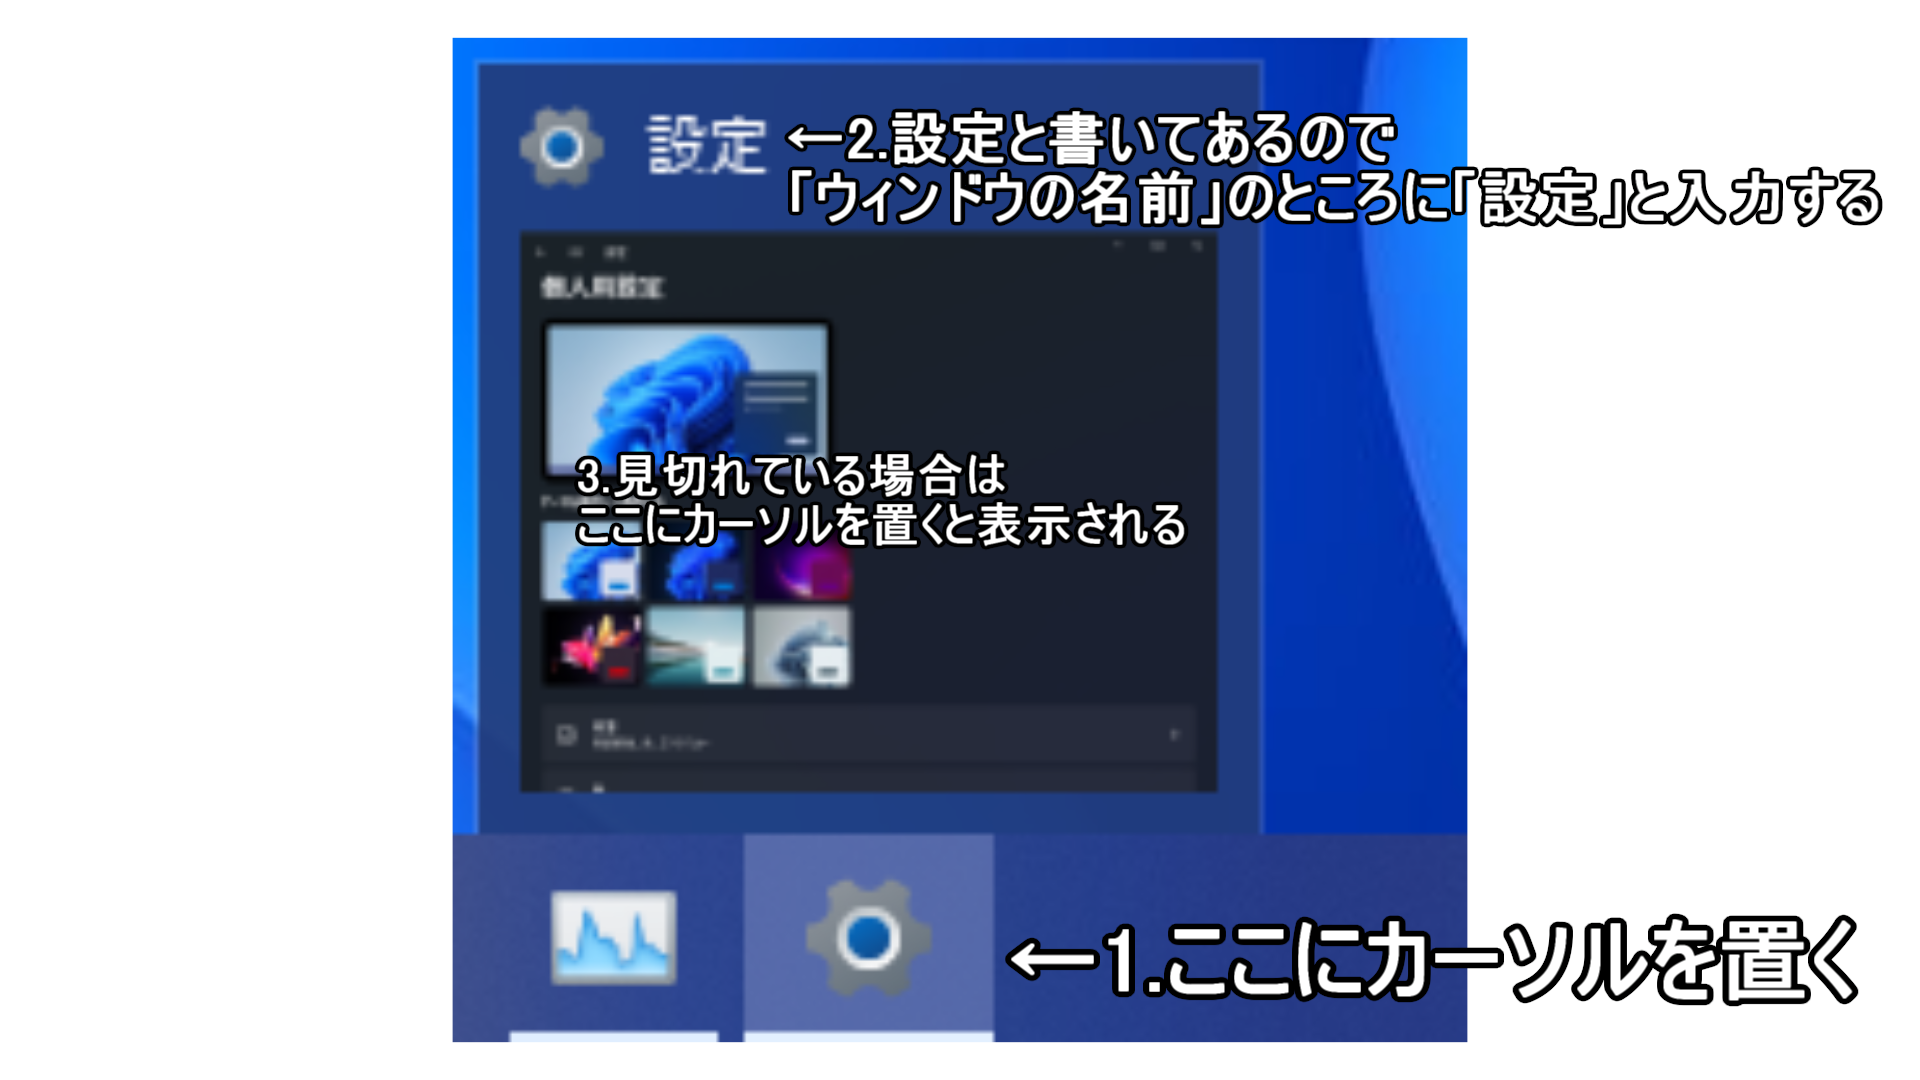 設定
←2.設定と書いてあるので
「ウィンドウの名前」のところに「設定」と入力する
個人用設定
3.見切れている場合は
ここにカーソルを置くと表示される
←1.ここにカーソルを置く